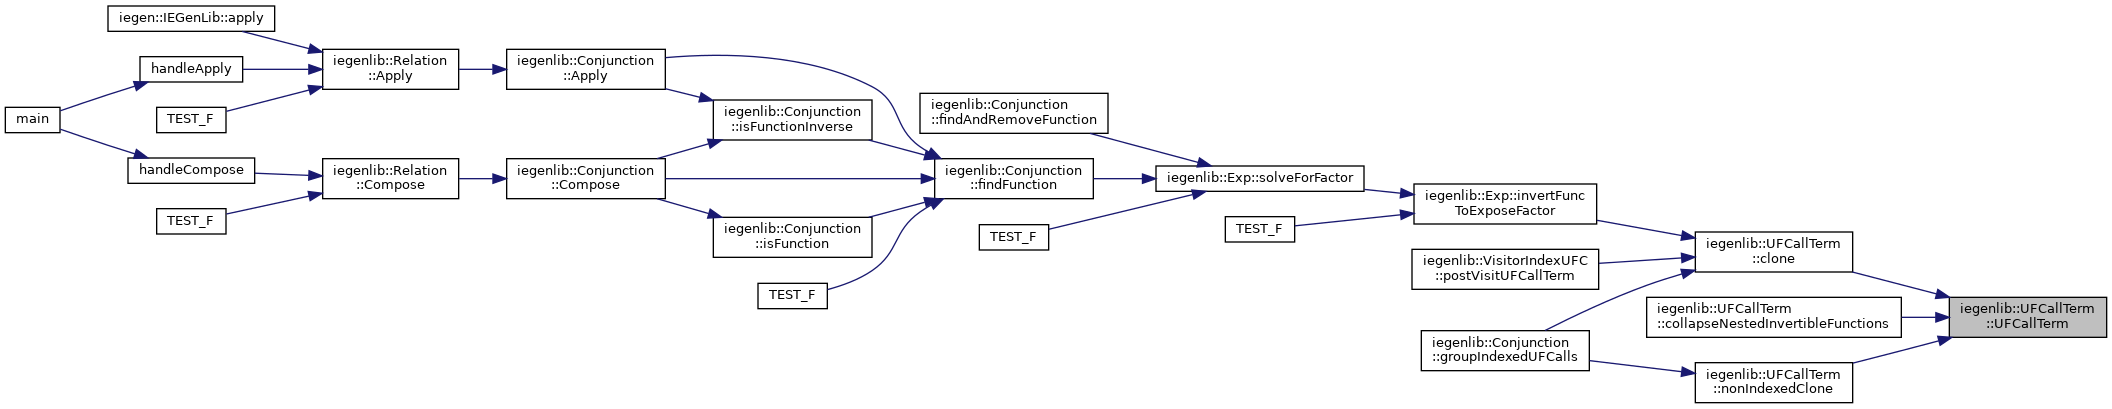 iegen::IEGenLib::apply
handleApply
main
TEST_F
handleCompose
TEST_F
iegenlib::Relation
::Apply
iegenlib::Relation
::Compose
iegenlib::Conjunction
::Apply
iegenlib::Conjunction
::Compose
iegenlib::Conjunction
::isFunctionInverse
iegenlib::Conjunction
::isFunction
TEST_F
iegenlib::Conjunction
::findAndRemoveFunction
iegenlib::Conjunction
::findFunction
TEST_F
iegenlib::Exp::solveForFactor
TEST_F
iegenlib::Exp::invertFunc
ToExposeFactor
iegenlib::VisitorIndexUFC
::postVisitUFCallTerm
iegenlib::Conjunction
::groupIndexedUFCalls
iegenlib::UFCallTerm
::clone
iegenlib::UFCallTerm
::collapseNestedInvertibleFunctions
iegenlib::UFCallTerm
::nonIndexedClone
iegenlib::UFCallTerm
::UFCallTerm